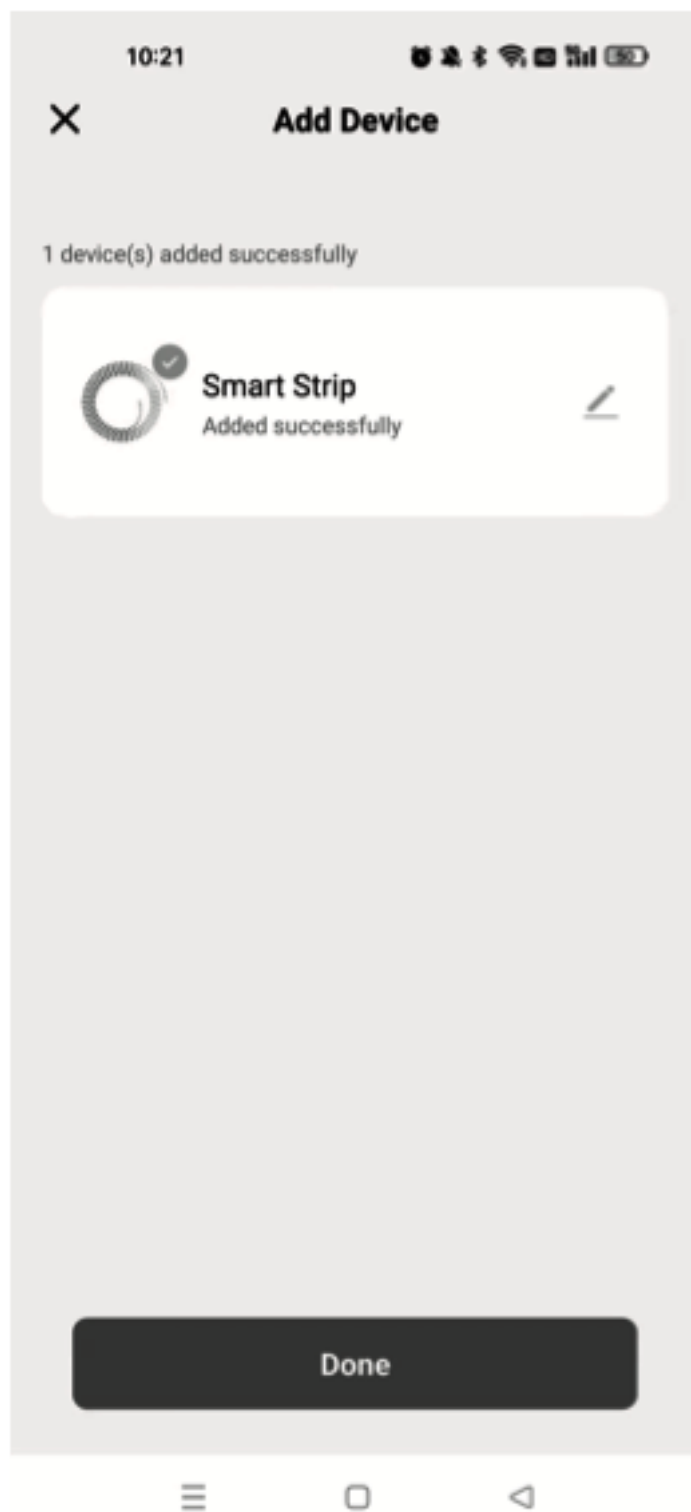 10:21
Add Device
1 device(s) added successfully
Smart Strip
Added successfully
Done